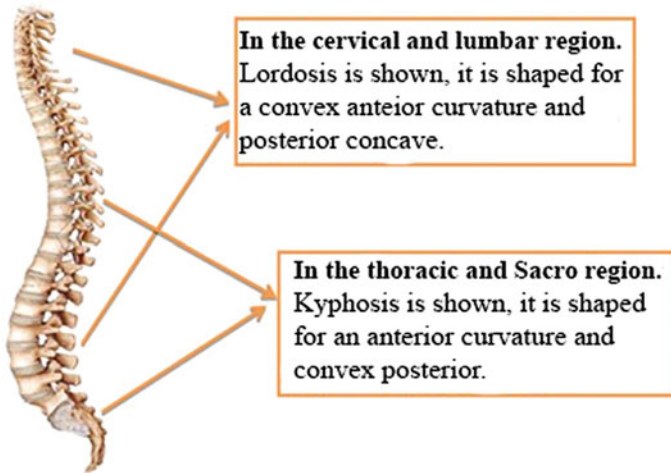 In the cervical and lumbar region.
Lordosis is shown, it is shaped for
a convex anteior curvature and
posterior concave.
In the thoracic and Sacro region.
Kyphosis is shown, it is shaped
for an anterior curvature and
convex posterior.